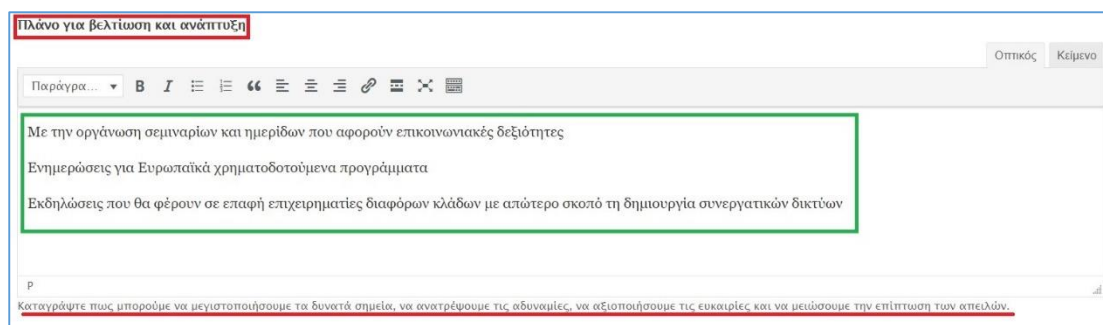 Πλάνο για βελτίωση και ανάπτυξη
Οπτικός Κείμενο
Παράγρα... B I
Με την οργάνωση σεμιναρίων και ημερίδων που αφορούν επικοινωνιακές δεξιότητες
Ενημερώσεις για Ευρωπαϊκά χρηματοδοτούμενα προγράμματα
Εκδηλώσεις που θα φέρουν σε επαφή επιχειρηματίες διαφόρων κλάδων με απώτερο σκοπό τη δημιουργία συνεργατικών δικτύων
P
Καταγράψτε πως μπορούμε να μεγιστοποιήσουμε τα δυνατά σημεία, να ανατρέψουμε τις αδυναμίες, να αξιοποιήσουμε τις ευκαιρίες και να μειώσουμε την επίπτωση των απειλών.